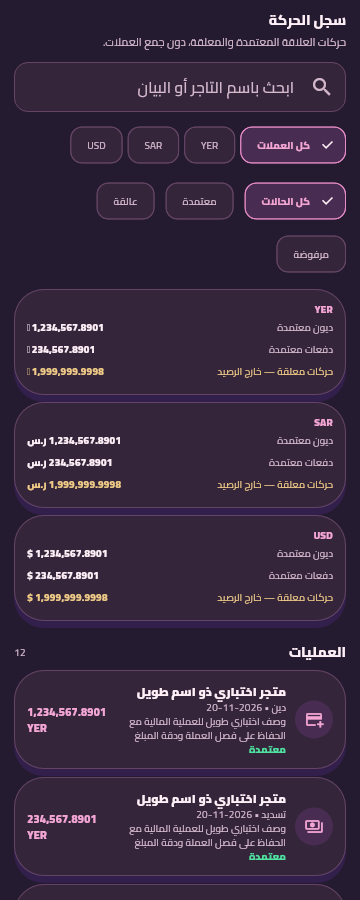 سجل الحركة
حركات العلاقة المعتمدة والمعلقة، دون جمع العملات.
ابحث باسم التاجر أو البيان
كل العملات
YER
SAR
USD
كل الحالات
معتمدة
عالقة
مرفوضة
YER
ديون معتمدة 1,234,567.8901
دفعات معتمدة 234,567.8901
حركات معلقة — خارج الرصيد 1,999,999.9998
SAR
ديون معتمدة 1,234,567.8901 ر.س
دفعات معتمدة 234,567.8901 ر.س
حركات معلقة — خارج الرصيد 1,999,999.9998 ر.س
USD
ديون معتمدة $ 1,234,567.8901
دفعات معتمدة $ 234,567.8901
حركات معلقة — خارج الرصيد $ 1,999,999.9998
العمليات 12
متجر اختباري ذو اسم طويل
دين • 2026-11-20
وصف اختباري طويل للعملية المالية مع
الحفاظ على فصل العملة ودقة المبلغ
معتمدة
1,234,567.8901
YER
متجر اختباري ذو اسم طويل
تسديد • 2026-11-20
وصف اختباري طويل للعملية المالية مع
الحفاظ على فصل العملة ودقة المبلغ
معتمدة
234,567.8901
YER